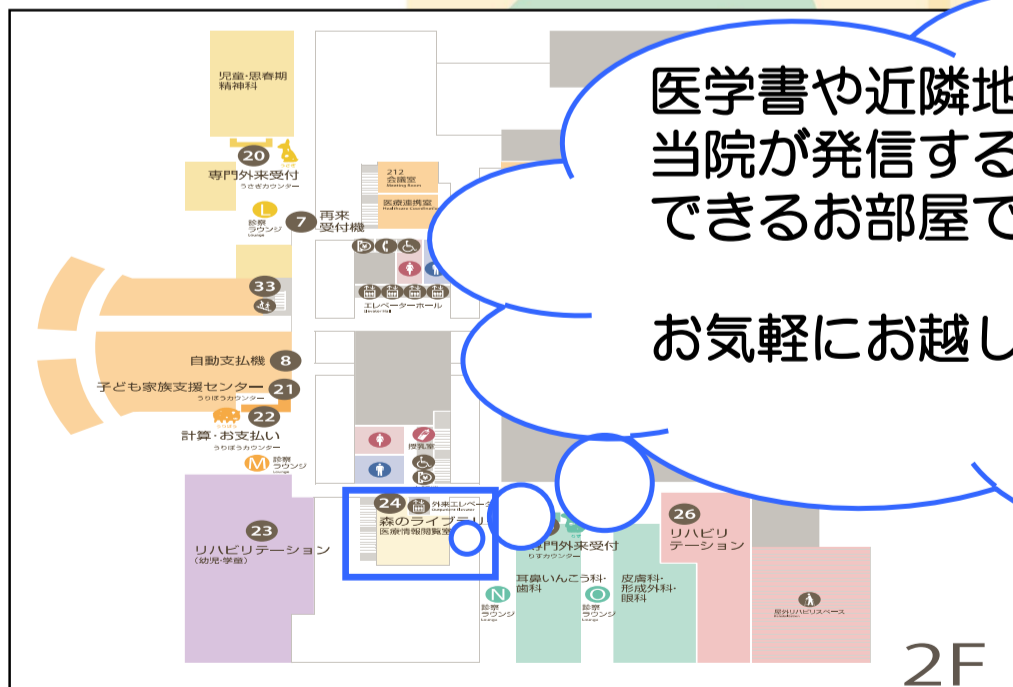 医学書や近隣地
当院が発信する
できるお部屋で
お気軽にお越し
児童・思春期
精神科
20
専門外来受付
うさぎカウンター
L
診察
ラウンジ
Lounge
7
再来
受付機
212
会議室
Meeting Room
医療連携室
エレベーターホール
Elevator Hall
33
自動支払機
8
子ども家族支援センター
21
うりぼうカウンター
22
計算・お支払い
うりぼうカウンター
M
診察
ラウンジ
Lounge
授乳室
24
外来エレベータ
森のライブラリ
医療情報閲覧室
23
リハビリテーション
(幼児・学童)
専門外来受付
りすカウンター
耳鼻いんこう科・
歯科
N
診察
ラウンジ
Lounge
皮膚科・
形成外科・
眼科
O
診察
ラウンジ
Lounge
26
リハビリ
テーション
屋外リハビリスペース
2F